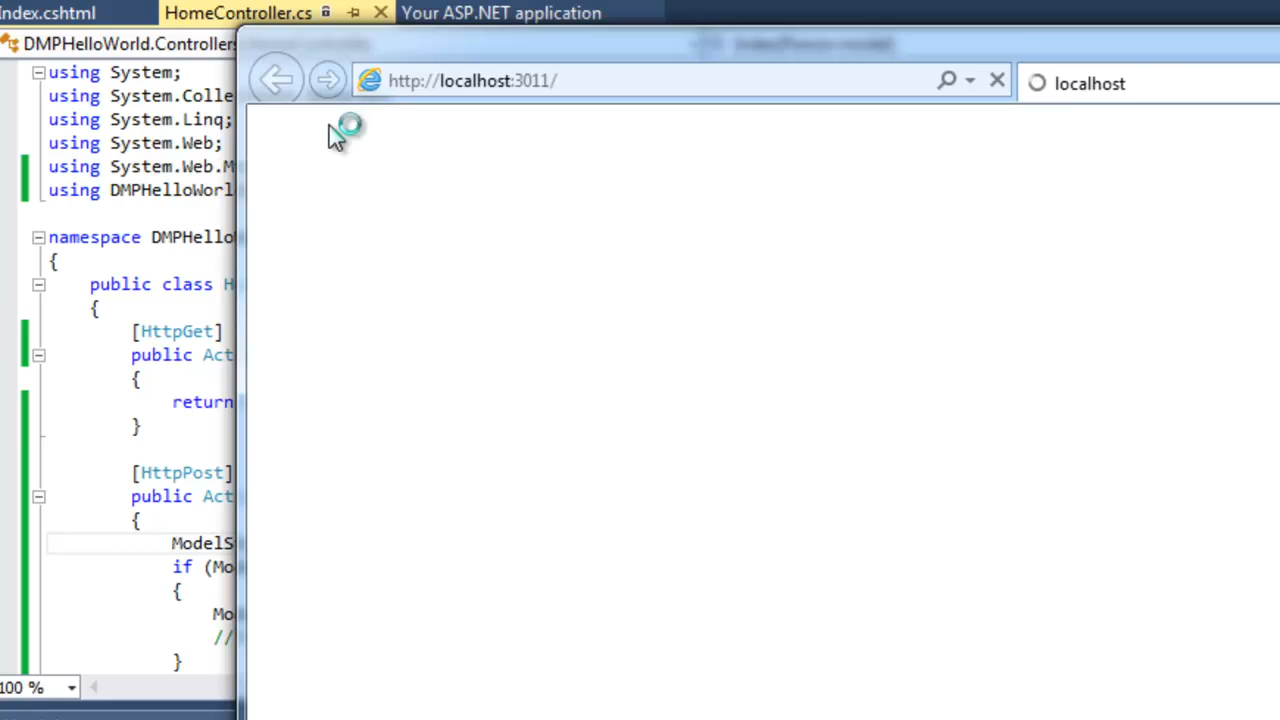 Index.cshtml HomeController.cs Your ASP.NET application
DMPHelloWorld.Controllers
http://localhost:3011/ localhost
using System;
using System.Colle
using System.Linq;
using System.Web;
using System.Web.M
using DMPHelloWorl
namespace DMPHello
{
public class H
{
[HttpGet]
public Act
{
return
}
[HttpPost]
public Act
{
ModelS
if (Mo
{
Mo
//
}
100 %